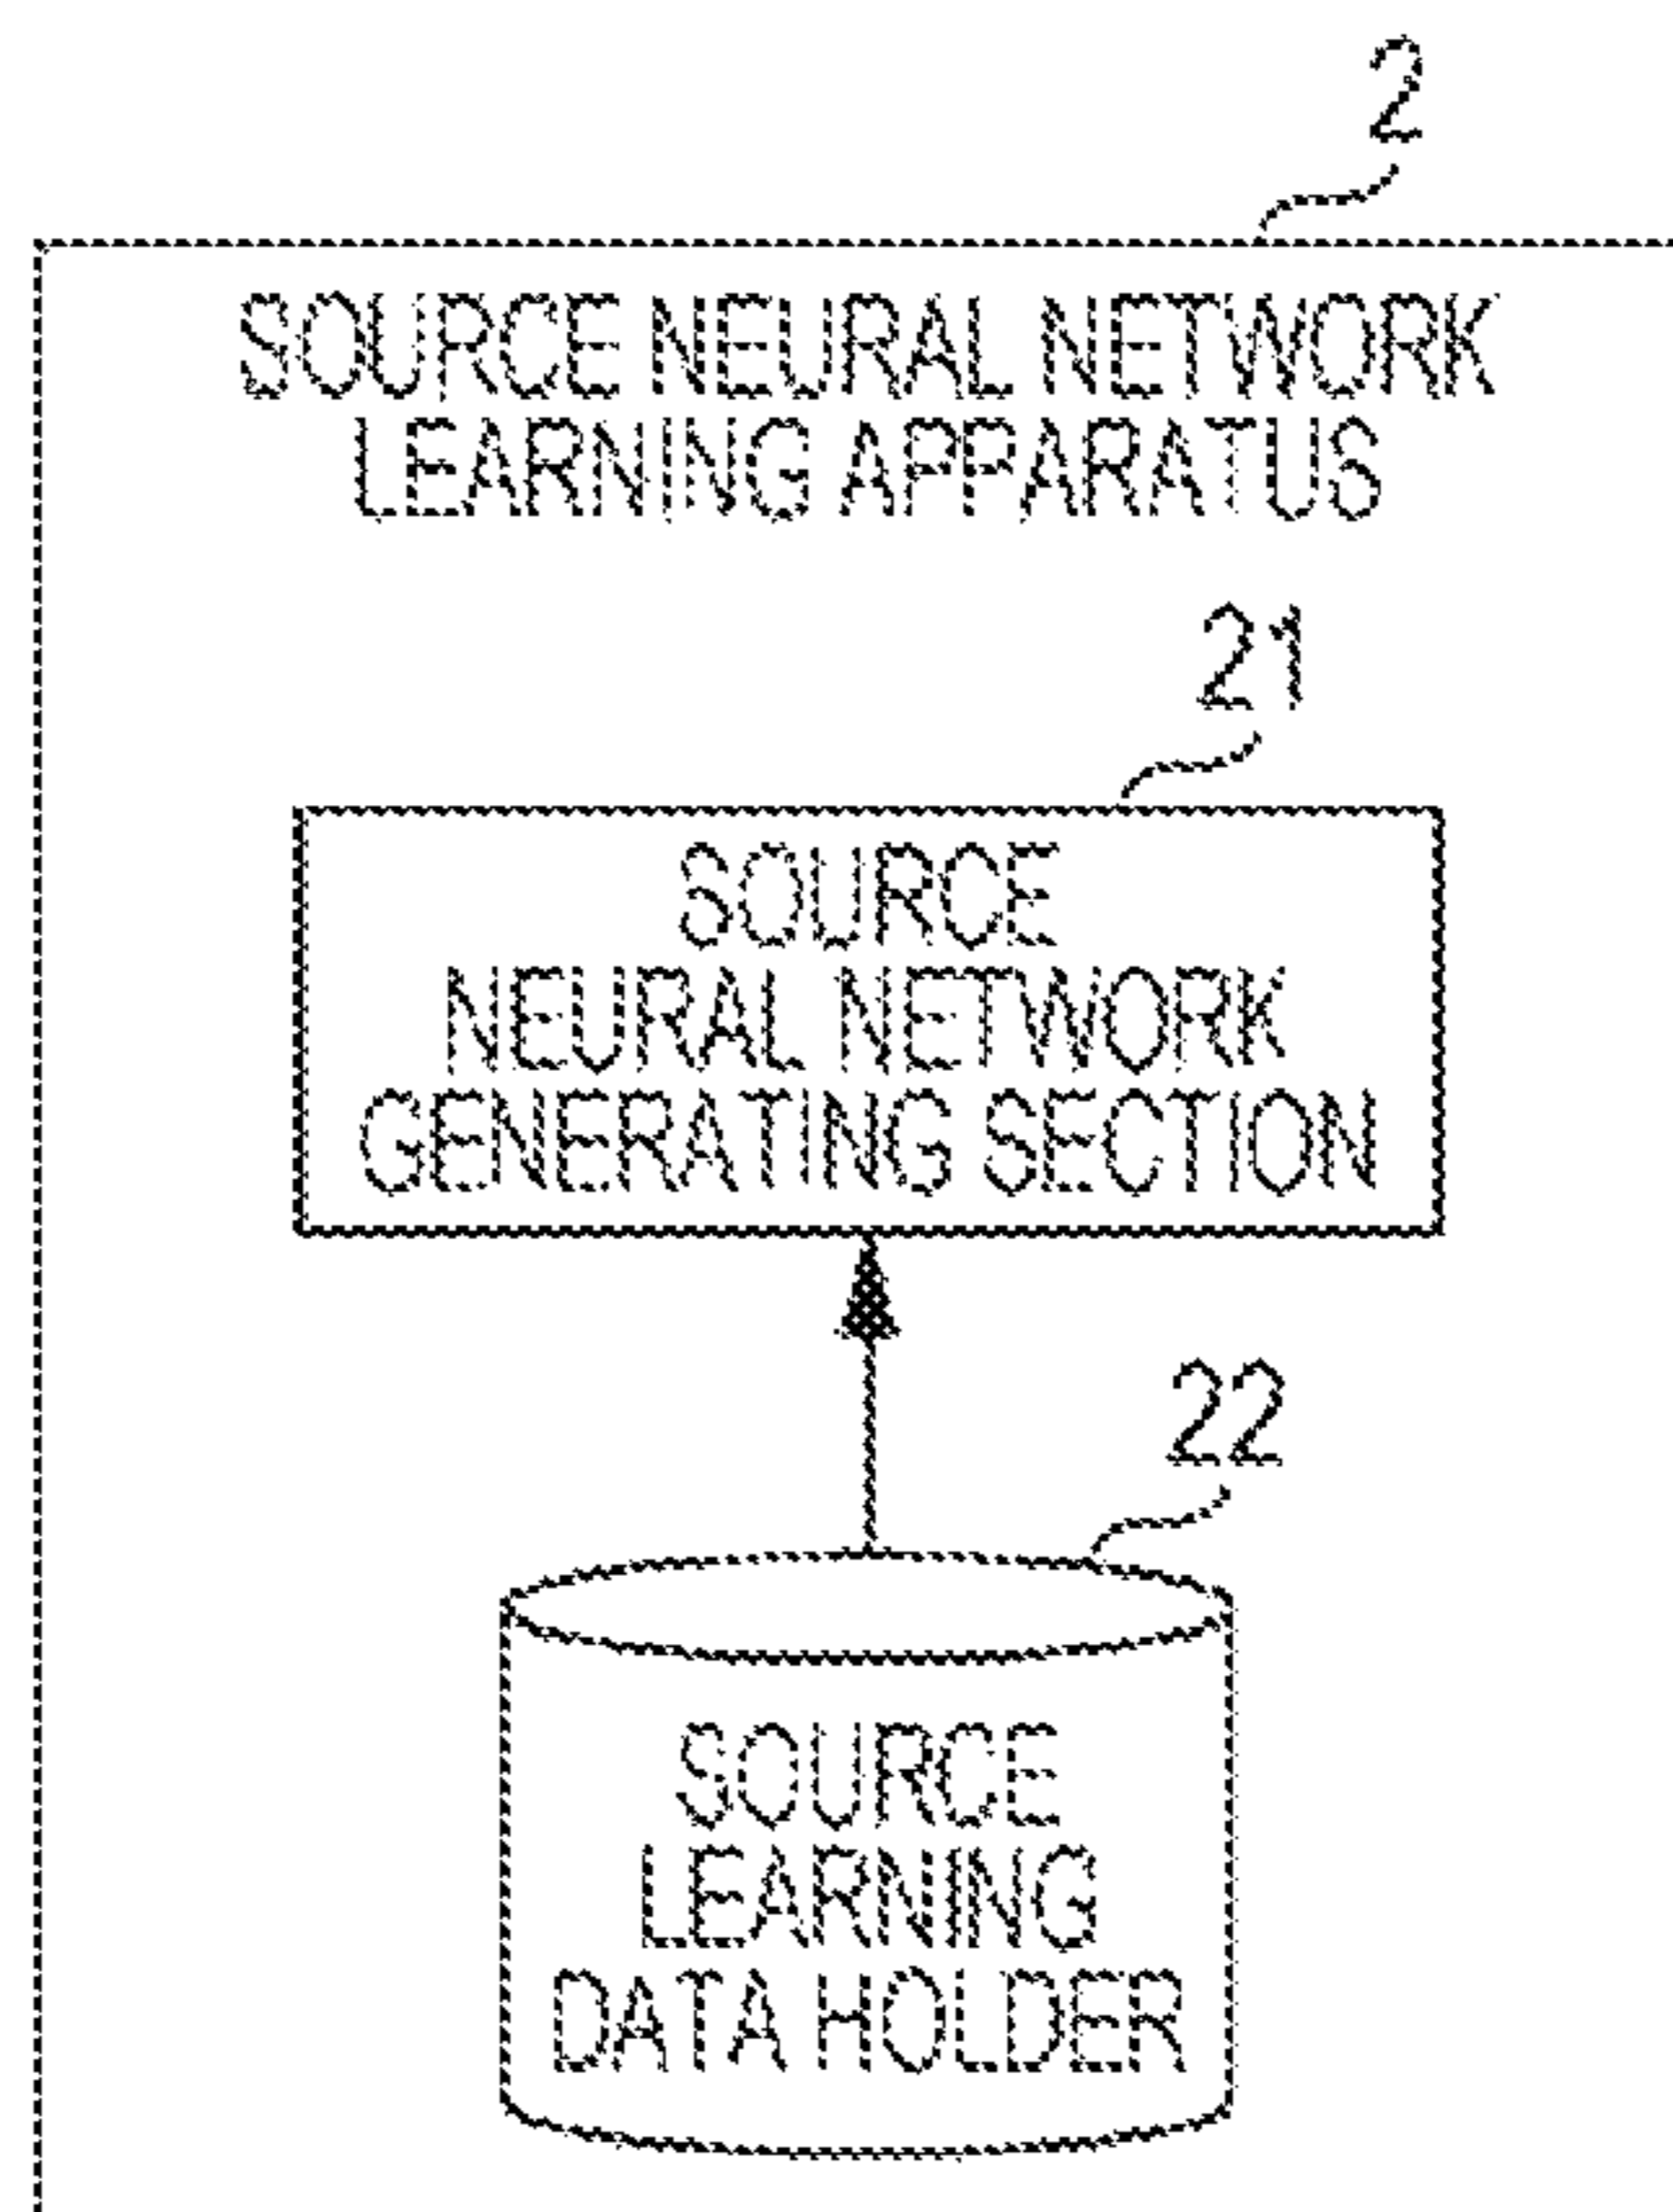 2
SOURCE NEURAL NETWORK
LEARNING APPARATUS
21
SOURCE
NEURAL NETWORK
GENERATING SECTION
22
SOURCE
LEARNING
DATA HOLDER